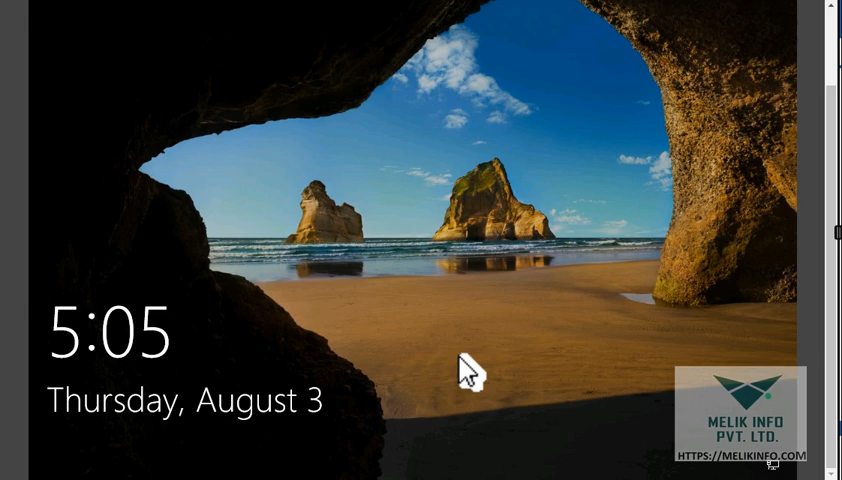 5:05
Thursday, August 3
MELIK INFO
PVT. LTD.
HTTPS://MELIKINFO.COM